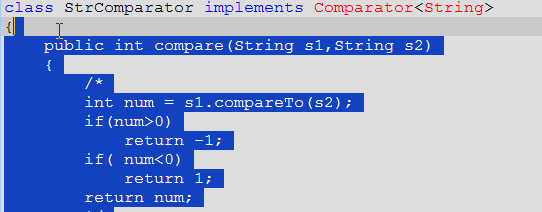 class StrComparator implements Comparator<String>
{
public int compare(String s1,String s2)
{
/*
int num = s1.compareTo(s2);
if(num>0)
return -1;
if( num<0)
return 1;
return num;